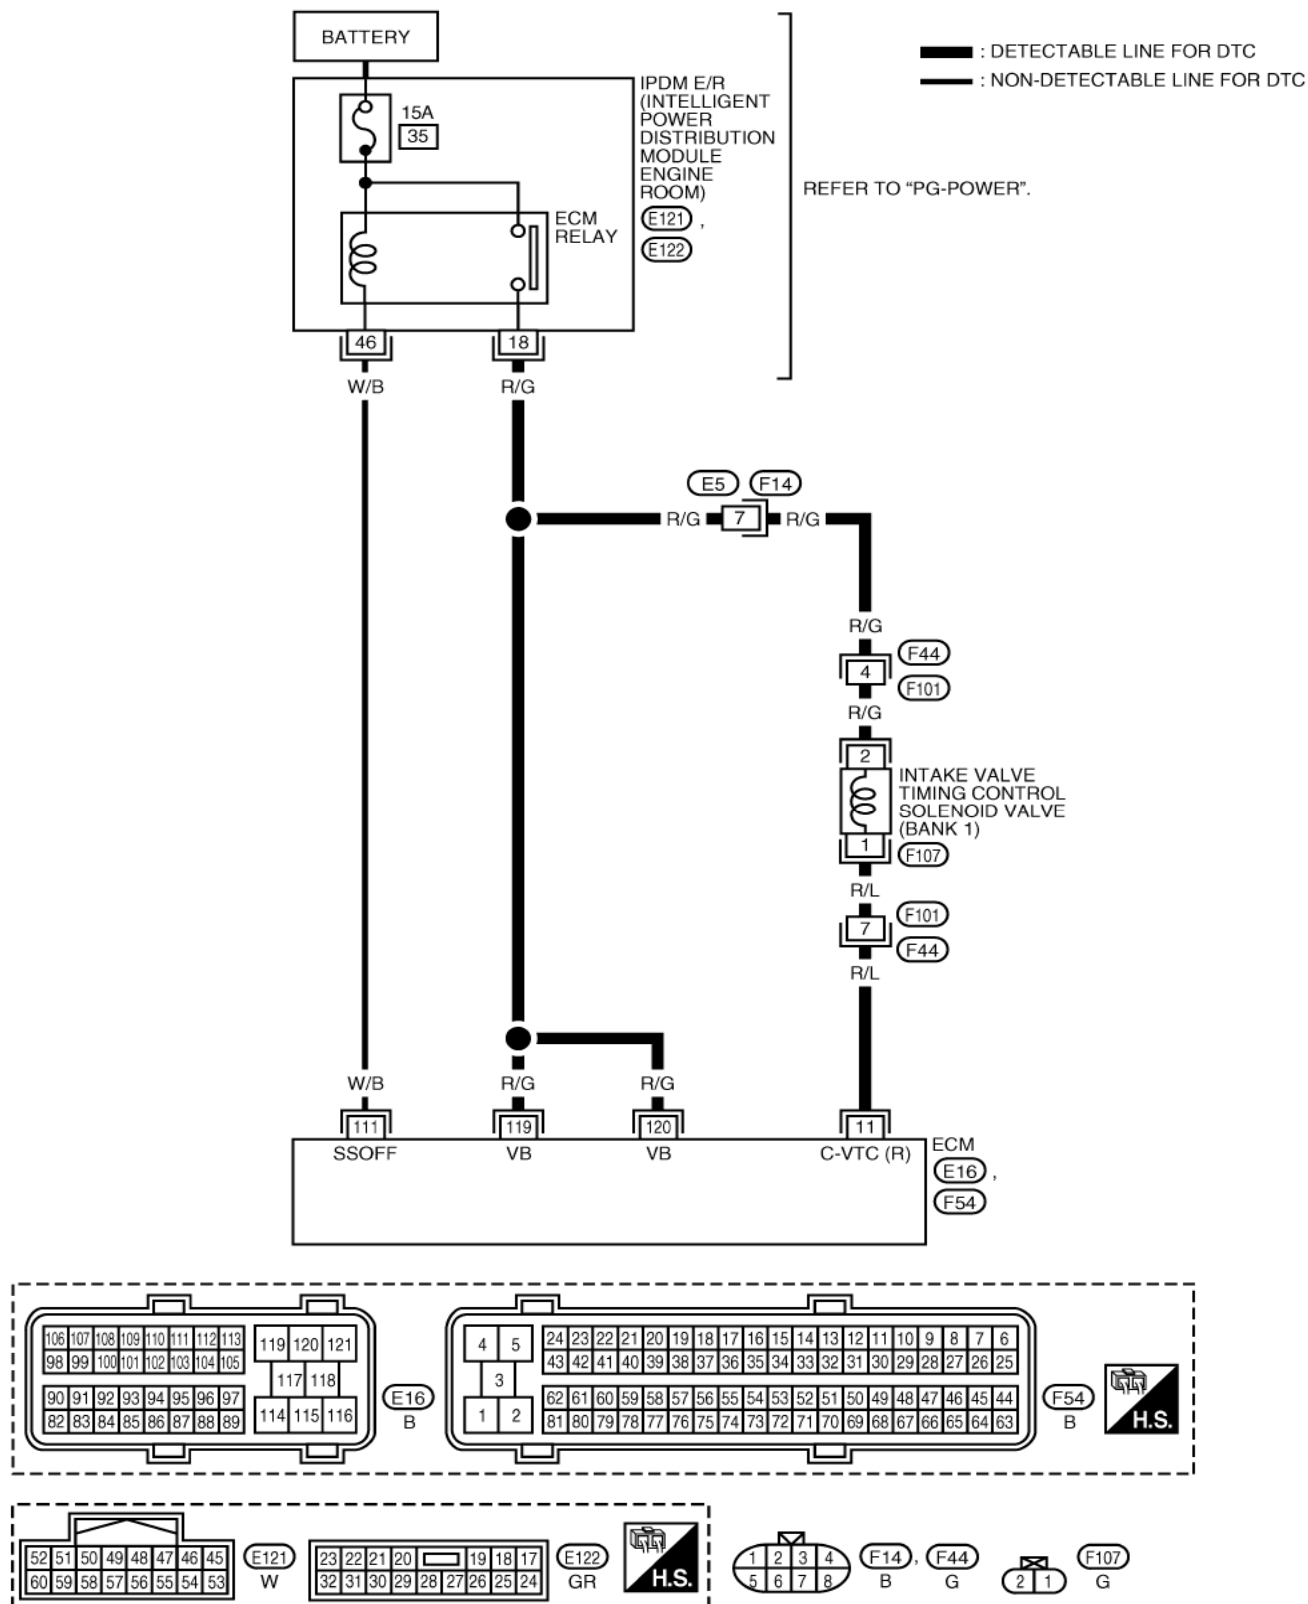 BATTERY
: DETECTABLE LINE FOR DTC
: NON-DETECTABLE LINE FOR DTC
15A
35
IPDM E/R
(INTELLIGENT
POWER
DISTRIBUTION
MODULE
ENGINE
ROOM)
E121 ,
E122
REFER TO “PG-POWER”.
ECM
RELAY
46 18
W/B R/G
E5 F14
R/G 7 R/G
R/G
4
F44
F101
R/G
2
INTAKE VALVE
TIMING CONTROL
SOLENOID VALVE
(BANK 1)
1
F107
R/L
F101
7
F44
R/L
W/B R/G R/G
111 119 120 11
SSOFF VB VB C-VTC (R)
ECM
E16 ,
F54
106 107 108 109 110 111 112 113
98 99 100 101 102 103 104 105
90 91 92 93 94 95 96 97
82 83 84 85 86 87 88 89
119 120 121
117 118
114 115 116
E16
B
4 5
3
1 2
24 23 22 21 20 19 18 17 16 15 14 13 12 11 10 9 8 7 6
43 42 41 40 39 38 37 36 35 34 33 32 31 30 29 28 27 26 25
62 61 60 59 58 57 56 55 54 53 52 51 50 49 48 47 46 45 44
81 80 79 78 77 76 75 74 73 72 71 70 69 68 67 66 65 64 63
F54
B
H.S.
52 51 50 49 48 47 46 45
60 59 58 57 56 55 54 53
E121
W
23 22 21 20 19 18 17
32 31 30 29 28 27 26 25 24
E122
GR
H.S.
1 2 3 4
5 6 7 8
F14 , F44
B G
2 1
F107
G